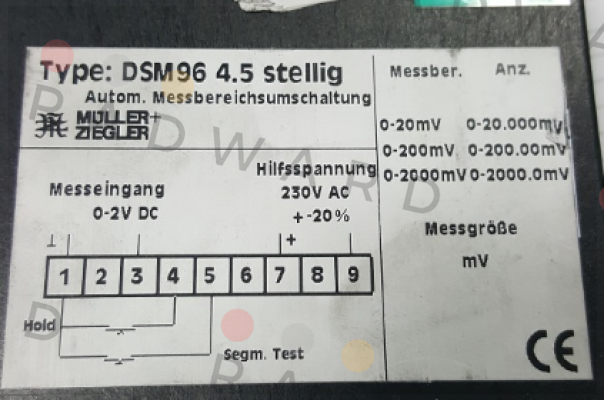 Type: DSM96 4.5 stellig
Autom. Messbereichsumschaltung
MÜLLER+
ZIEGLER
Messber. Anz.
0-20mV 0-20.000mV
0-200mV 0-200.00mV
0-2000mV 0-2000.0mV
Messgröße
mV
Hilfsspannung
230V AC
+-20%
Messeingang
0-2V DC
⊥ +
1 2 3 4 5 6 7 8 9
Hold
Segm. Test
CE
RADWARD
RADWARD